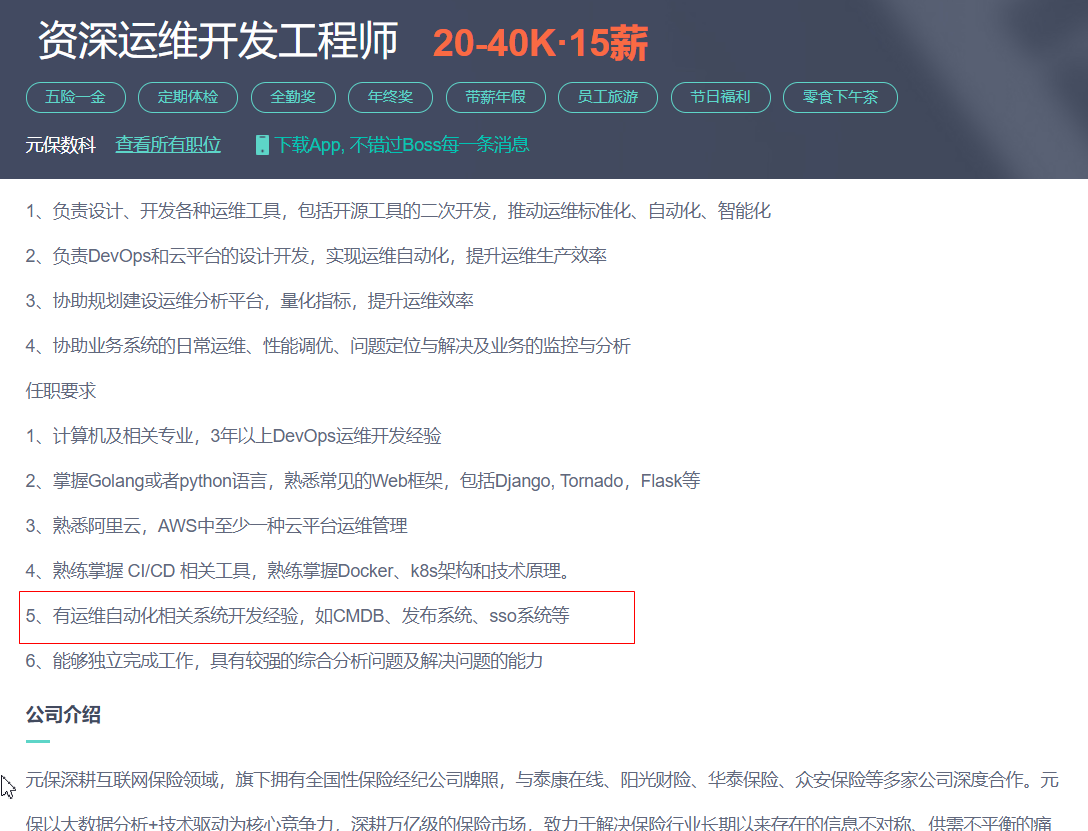 资深运维开发工程师 20-40K·15薪
五险一金 定期体检 全勤奖 年终奖 带薪年假 员工旅游 节日福利 零食下午茶
元保数科 查看所有职位 下载App, 不错过Boss每一条消息
1、负责设计、开发各种运维工具，包括开源工具的二次开发，推动运维标准化、自动化、智能化
2、负责DevOps和云平台的设计开发，实现运维自动化，提升运维生产效率
3、协助规划建设运维分析平台，量化指标，提升运维效率
4、协助业务系统的日常运维、性能调优、问题定位与解决及业务的监控与分析
任职要求
1、计算机及相关专业，3年以上DevOps运维开发经验
2、掌握Golang或者python语言，熟悉常见的Web框架，包括Django, Tornado，Flask等
3、熟悉阿里云，AWS中至少一种云平台运维管理
4、熟练掌握 CI/CD 相关工具，熟练掌握Docker、k8s架构和技术原理。
5、有运维自动化相关系统开发经验，如CMDB、发布系统、sso系统等
6、能够独立完成工作，具有较强的综合分析问题及解决问题的能力
公司介绍
元保深耕互联网保险领域，旗下拥有全国性保险经纪公司牌照，与泰康在线、阳光财险、华泰保险、众安保险等多家公司深度合作。元
保以大数据分析+技术驱动为核心竞争力，深耕万亿级的保险市场，致力于解决保险行业长期以来存在的信息不对称、供需不平衡的痛